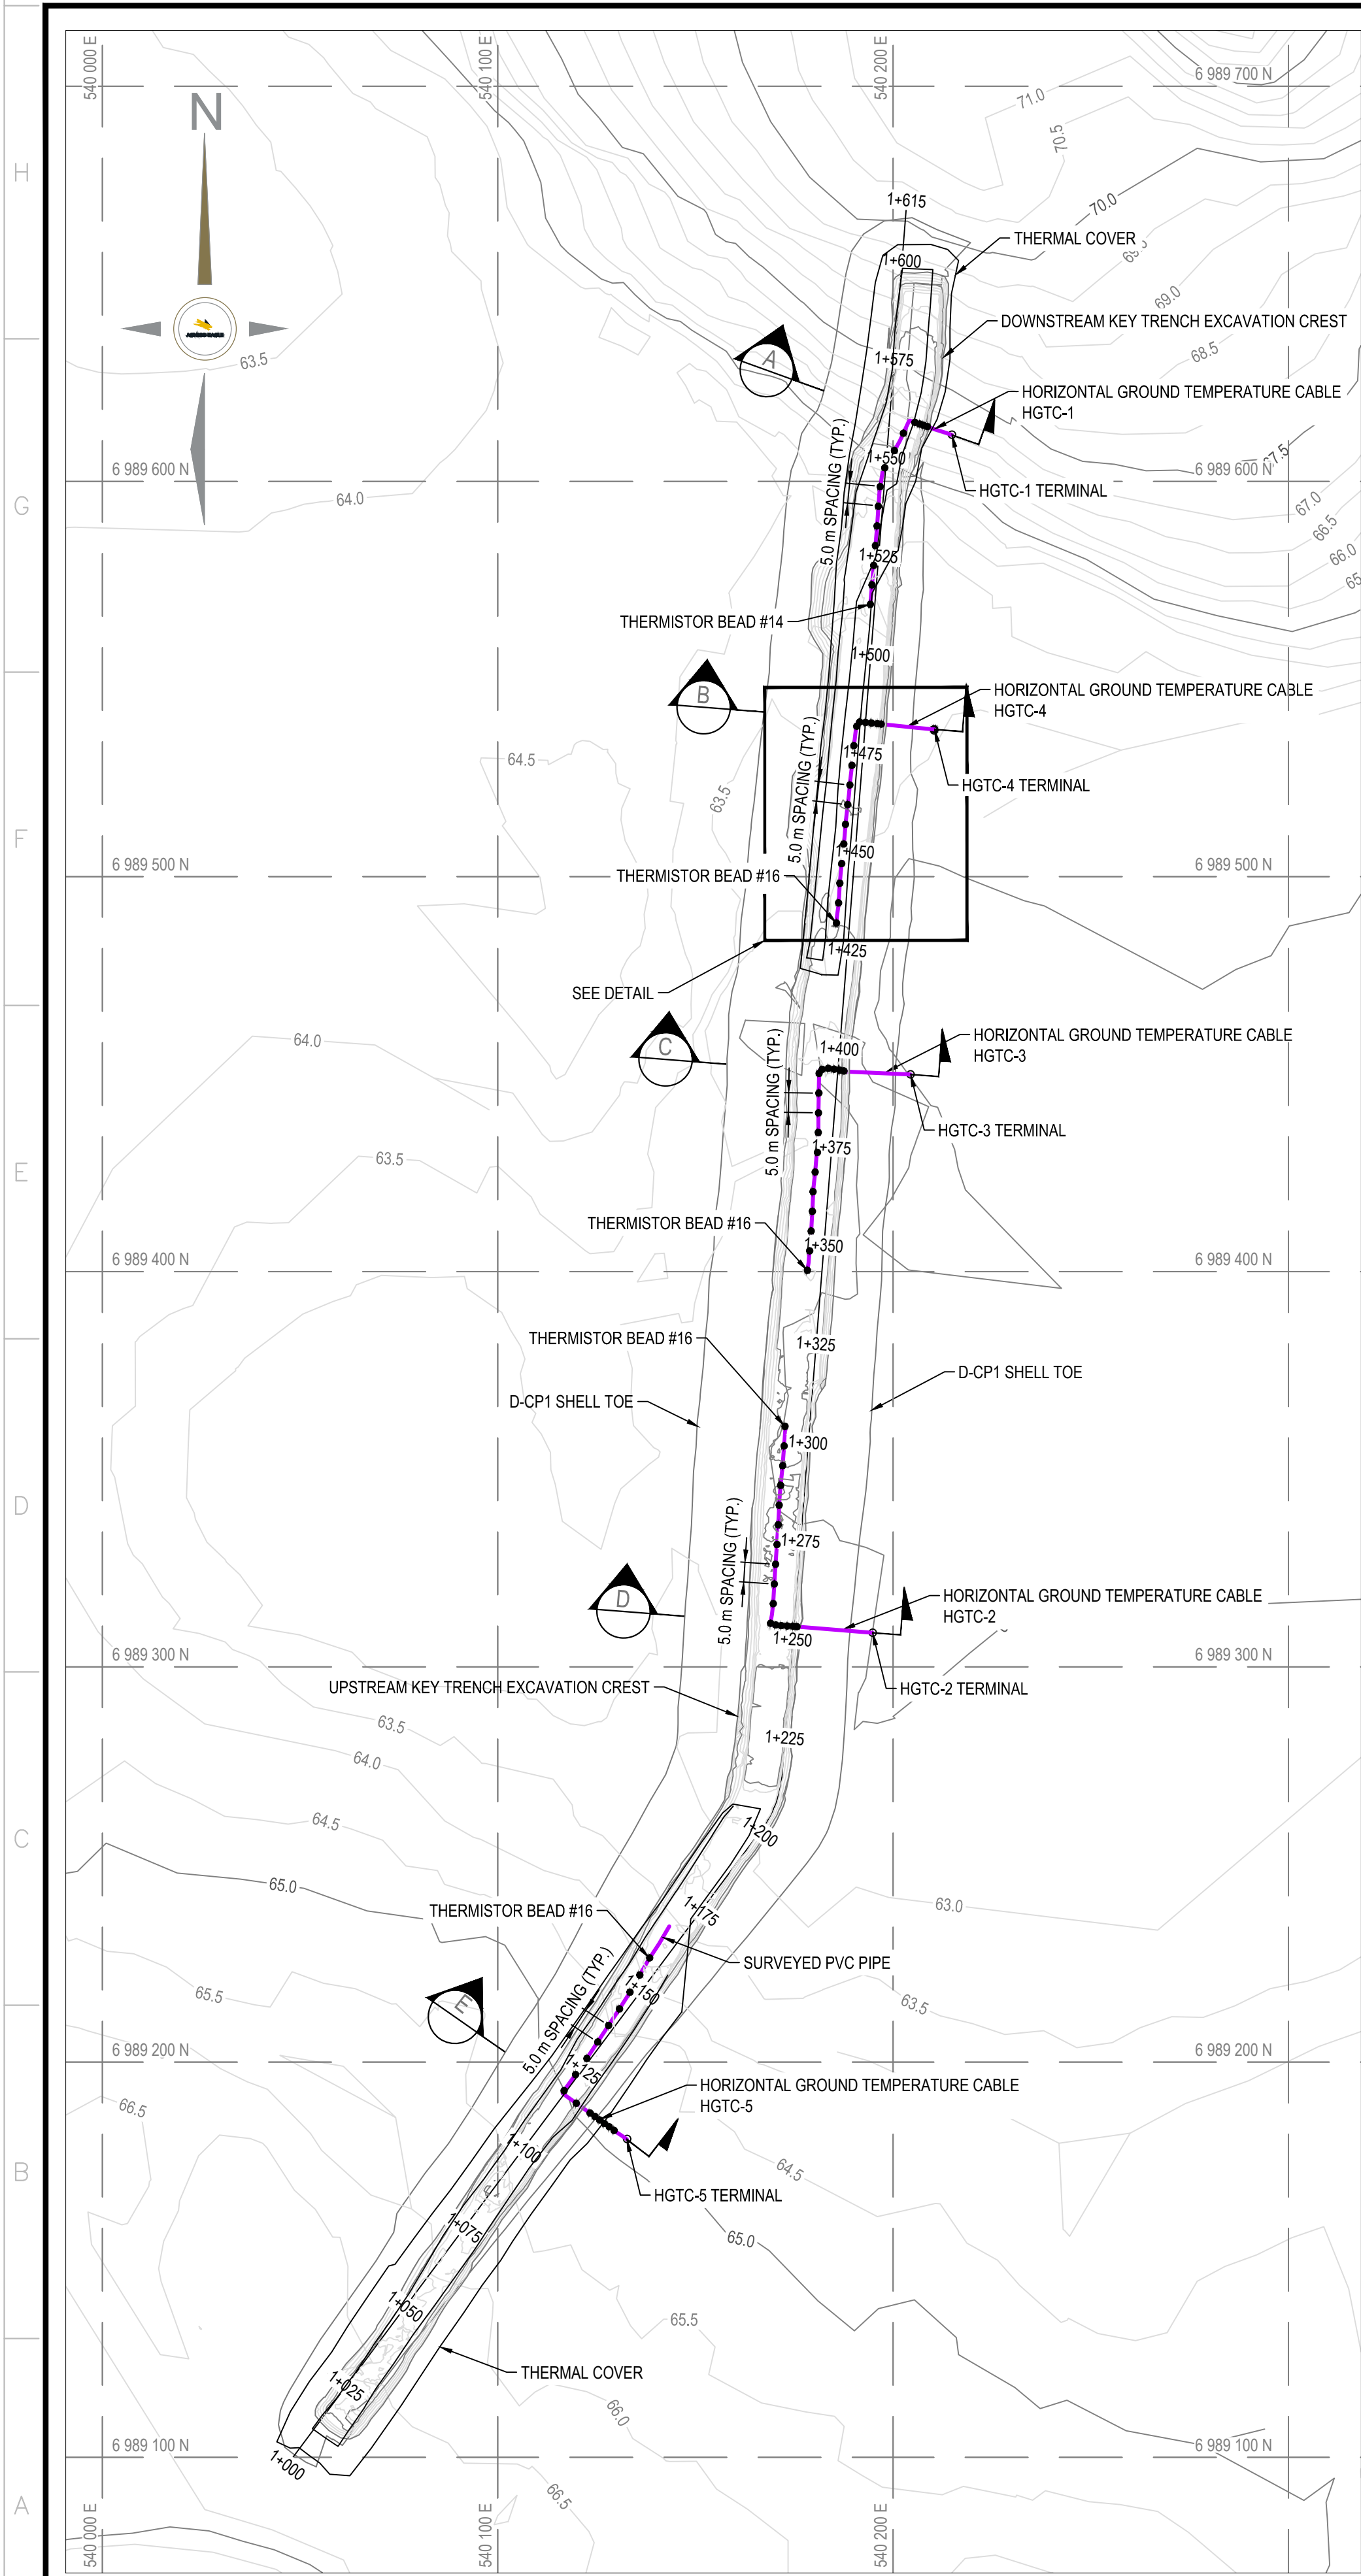 540 000 E
540 100 E
540 200 E
6 989 700 N
H
N
71.0
70.5
70.0
1+615
THERMAL COVER
1+600
69.0
DOWNSTREAM KEY TRENCH EXCAVATION CREST
68.5
63.5
A
1+575
HORIZONTAL GROUND TEMPERATURE CABLE
HGTC-1
67.5
6 989 600 N
6 989 600 N
1+550
5.0 m SPACING (TYP.)
HGTC-1 TERMINAL
64.0
67.0
66.5
66.0
G
1+525
THERMISTOR BEAD #14
1+500
B
HORIZONTAL GROUND TEMPERATURE CABLE
HGTC-4
64.5
1+475
63.5
5.0 m SPACING (TYP.)
HGTC-4 TERMINAL
F
1+450
6 989 500 N
6 989 500 N
THERMISTOR BEAD #16
1+425
SEE DETAIL
64.0
C
1+400
HORIZONTAL GROUND TEMPERATURE CABLE
HGTC-3
5.0 m SPACING (TYP.)
HGTC-3 TERMINAL
63.5
1+375
E
THERMISTOR BEAD #16
1+350
6 989 400 N
6 989 400 N
THERMISTOR BEAD #16
1+325
D-CP1 SHELL TOE
D-CP1 SHELL TOE
1+300
D
1+275
5.0 m SPACING (TYP.)
D
HORIZONTAL GROUND TEMPERATURE CABLE
HGTC-2
1+250
6 989 300 N
6 989 300 N
UPSTREAM KEY TRENCH EXCAVATION CREST
HGTC-2 TERMINAL
63.5
1+225
64.0
64.5
C
1+200
65.0
63.0
1+175
THERMISTOR BEAD #16
SURVEYED PVC PIPE
65.5
1+150
63.5
E
5.0 m SPACING (TYP.)
6 989 200 N
6 989 200 N
1+125
HORIZONTAL GROUND TEMPERATURE CABLE
HGTC-5
66.5
1+100
64.5
B
HGTC-5 TERMINAL
1+075
65.0
1+050
65.5
THERMAL COVER
1+025
66.0
6 989 100 N
6 989 100 N
1+000
66.5
A
540 000 E
540 100 E
540 200 E